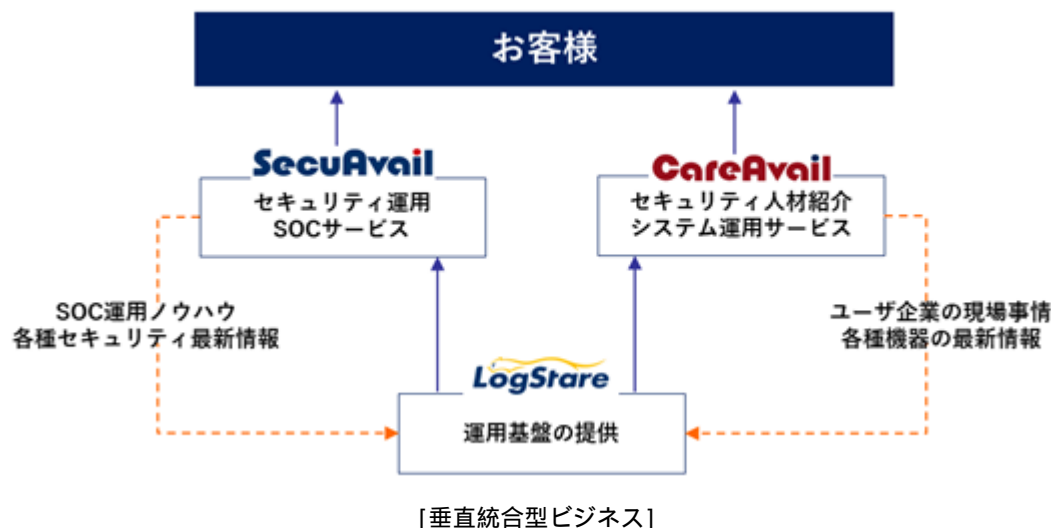 お客様
SecuAvail
セキュリティ運用
SOCサービス
CareAvail
セキュリティ人材紹介
システム運用サービス
SOC運用ノウハウ
各種セキュリティ最新情報
ユーザ企業の現場事情
各種機器の最新情報
LogStare
運用基盤の提供
[垂直統合型ビジネス]